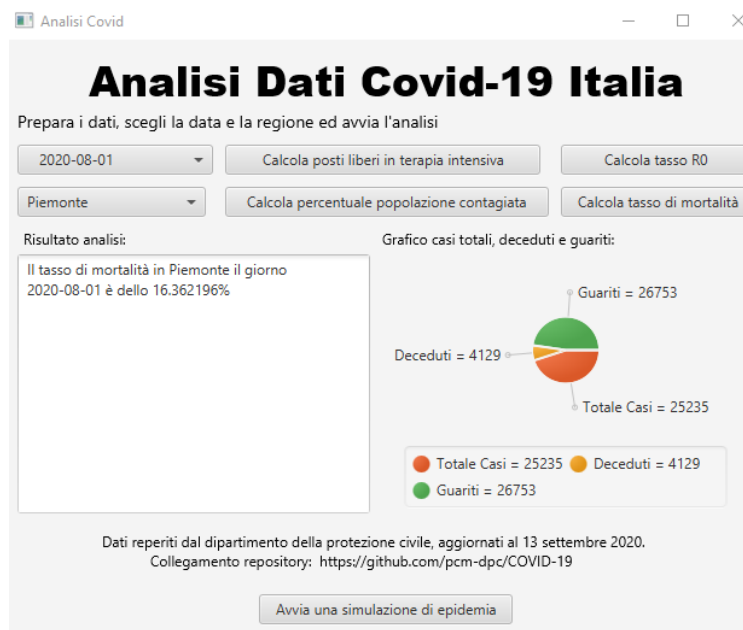 Analisi Covid
Analisi Dati Covid-19 Italia
Prepara i dati, scegli la data e la regione ed avvia l'analisi
2020-08-01
Calcola posti liberi in terapia intensiva
Calcola tasso R0
Piemonte
Calcola percentuale popolazione contagiata
Calcola tasso di mortalità
Risultato analisi:
Grafico casi totali, deceduti e guariti:
Il tasso di mortalità in Piemonte il giorno
2020-08-01 è dello 16.362196%
Guariti = 26753
Deceduti = 4129
Totale Casi = 25235
Totale Casi = 25235
Deceduti = 4129
Guariti = 26753
Dati reperiti dal dipartimento della protezione civile, aggiornati al 13 settembre 2020.
Collegamento repository: https://github.com/pcm-dpc/COVID-19
Avvia una simulazione di epidemia